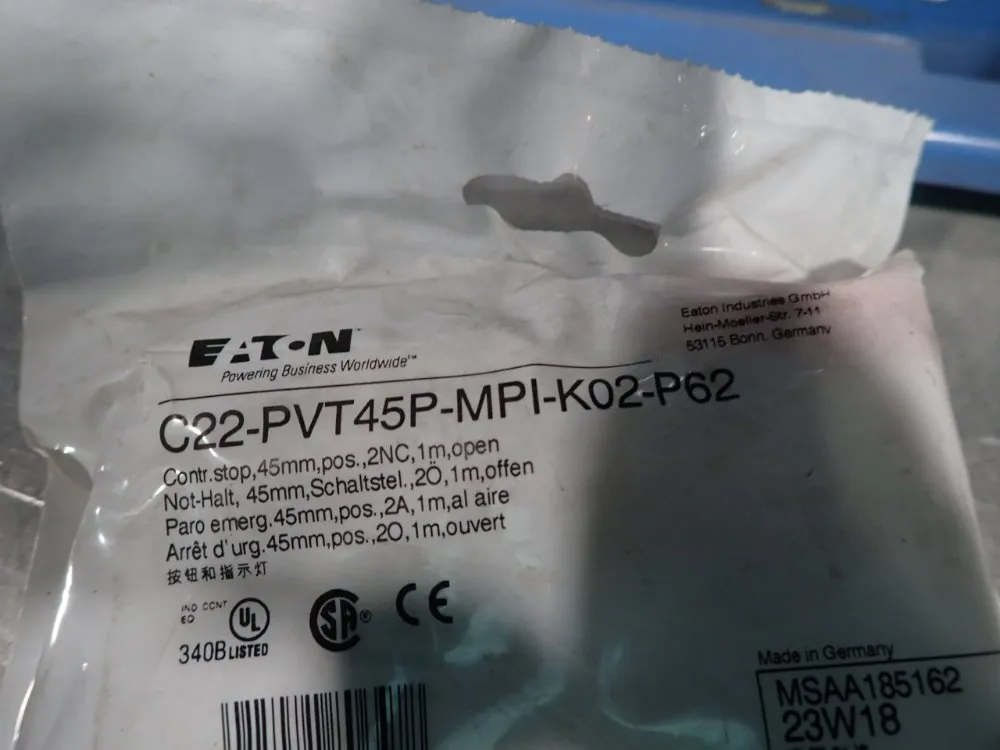 EATON
Powering Business Worldwide™
Eaton Industries GmbH
Hein-Moeller-Str. 7-11
53115 Bonn. Germany
C22-PVT45P-MPI-K02-P62
Contr.stop,45mm,pos.,2NC,1m,open
Not-Halt, 45mm,Schaltstel.,2Ö,1m,offen
Paro emerg.45mm,pos.,2A,1m,al aire
Arrêt d'urg.45mm,pos.,2O,1m,ouvert
按钮和指示灯
IND CONT
EQ
UL
340B LISTED
SA
CE
Made in Germany
MSAA185162
23W18